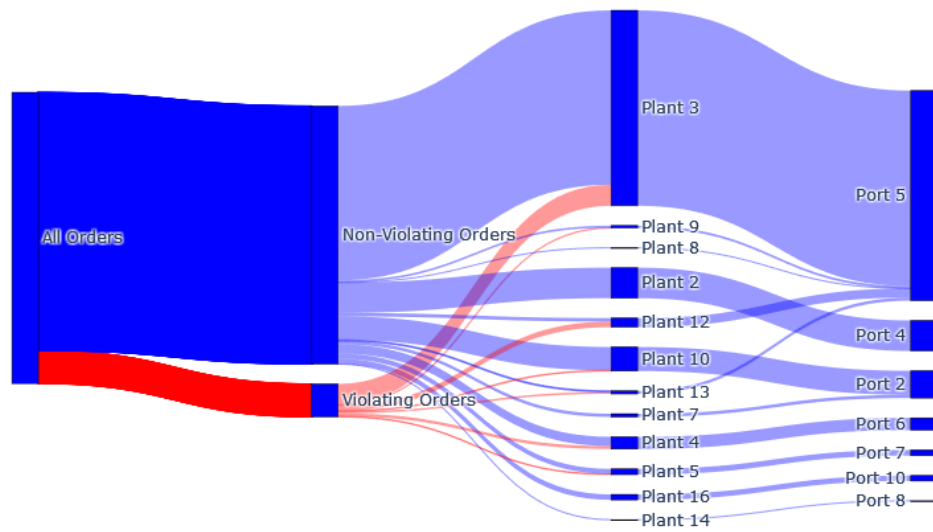 All Orders
Non-Violating Orders
Violating Orders
Plant 3
Plant 9
Plant 8
Plant 2
Plant 12
Plant 10
Plant 13
Plant 7
Plant 4
Plant 5
Plant 16
Plant 14
Port 5
Port 4
Port 2
Port 6
Port 7
Port 10
Port 8